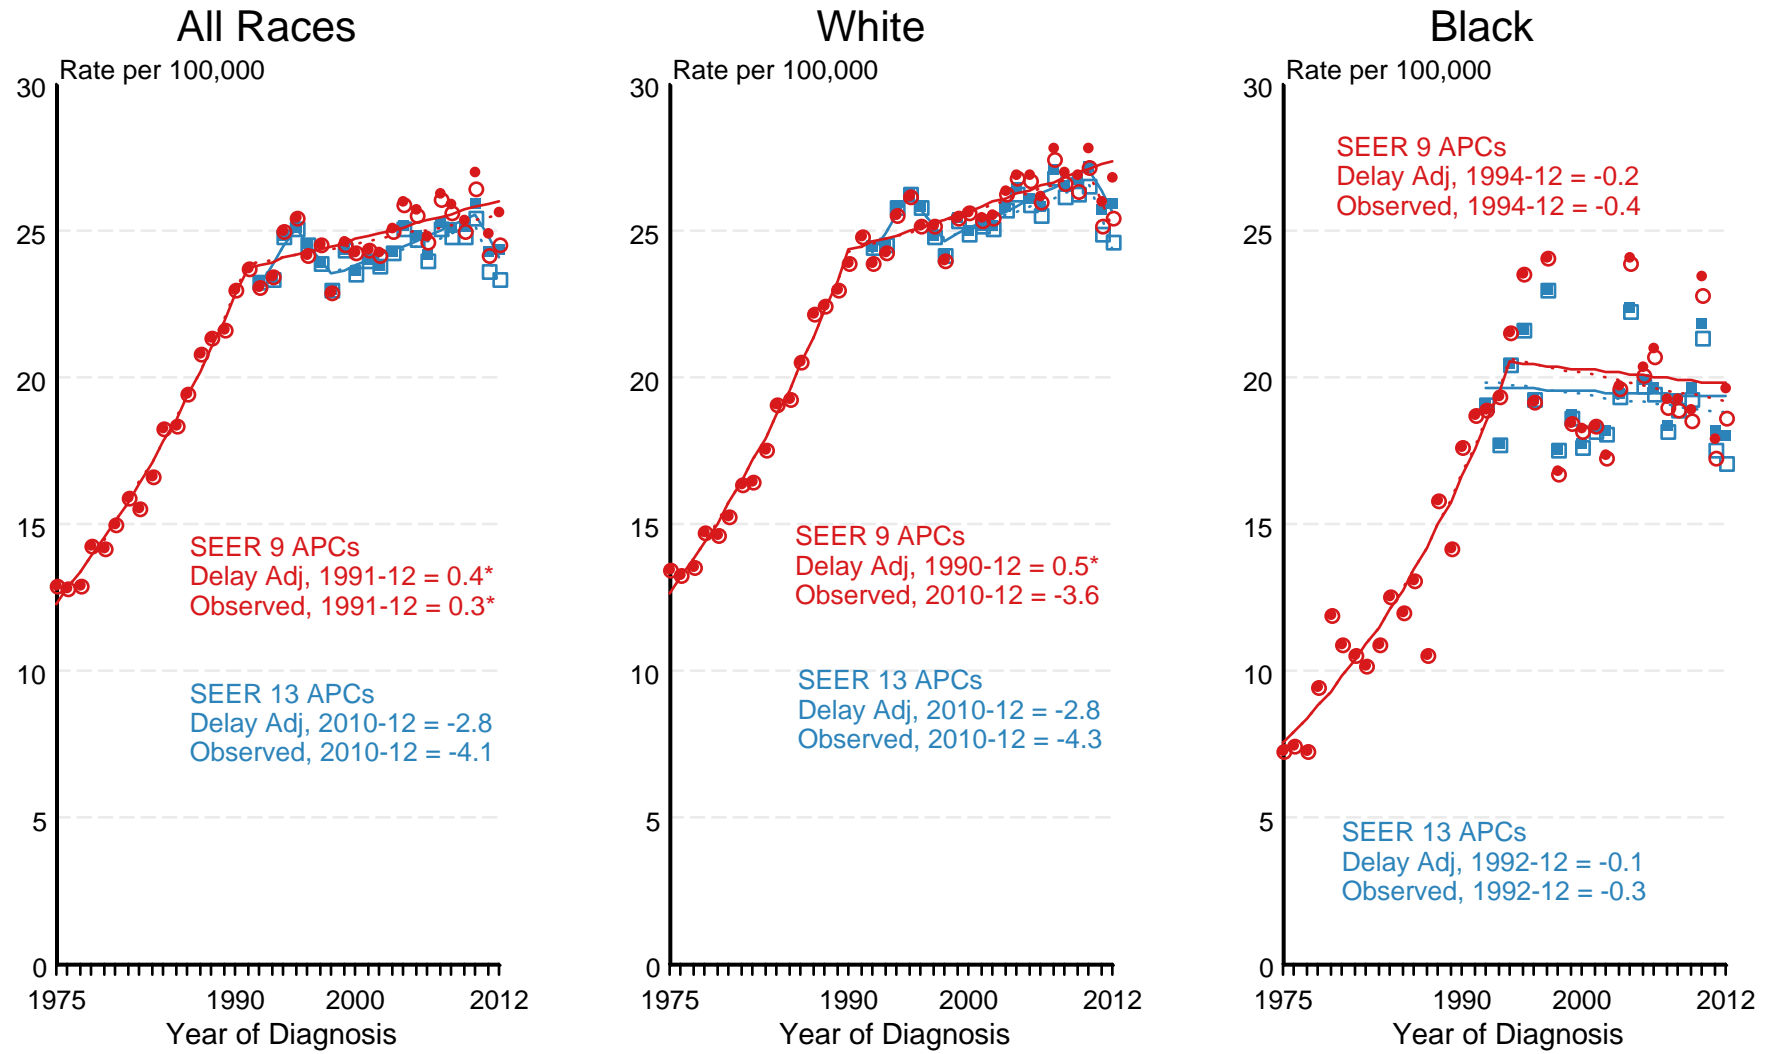 All Races
Rate per 100,000
30
25
20
15
10
5
0
SEER 9 APCs
Delay Adj, 1991-12 = 0.4*
Observed, 1991-12 = 0.3*
SEER 13 APCs
Delay Adj, 2010-12 = -2.8
Observed, 2010-12 = -4.1
1975 1990 2000 2012
Year of Diagnosis
White
Rate per 100,000
30
25
20
15
10
5
0
SEER 9 APCs
Delay Adj, 1990-12 = 0.5*
Observed, 2010-12 = -3.6
SEER 13 APCs
Delay Adj, 2010-12 = -2.8
Observed, 2010-12 = -4.3
1975 1990 2000 2012
Year of Diagnosis
Black
Rate per 100,000
30
25
20
15
10
5
0
SEER 9 APCs
Delay Adj, 1994-12 = -0.2
Observed, 1994-12 = -0.4
SEER 13 APCs
Delay Adj, 1992-12 = -0.1
Observed, 1992-12 = -0.3
1975 1990 2000 2012
Year of Diagnosis